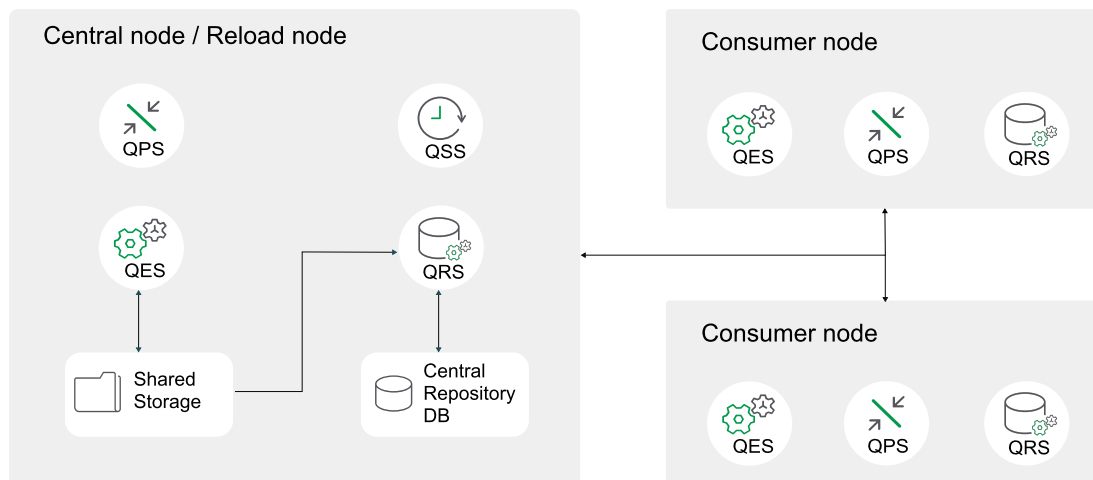 Central node / Reload node
QPS
QSS
QES
QRS
Shared
Storage
Central
Repository
DB
Consumer node
QES
QPS
QRS
Consumer node
QES
QPS
QRS